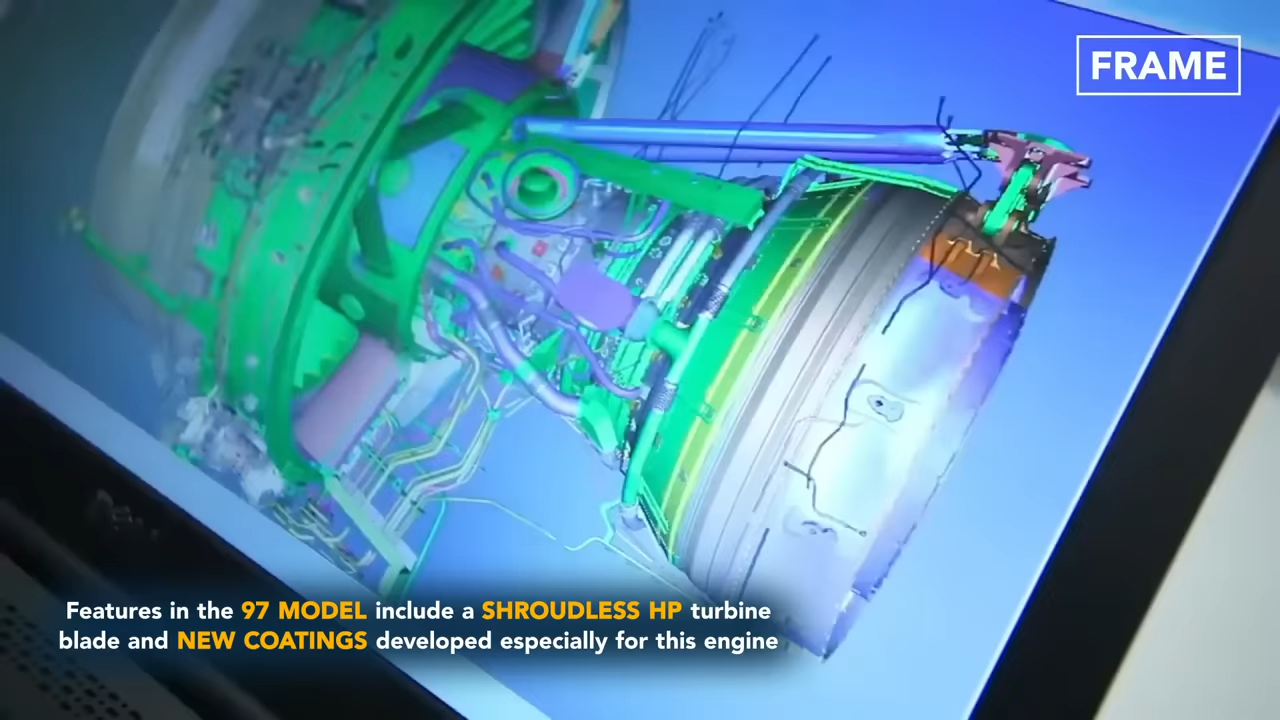 FRAME
Features in the 97 MODEL include a SHROUDLESS HP turbine
blade and NEW COATINGS developed especially for this engine